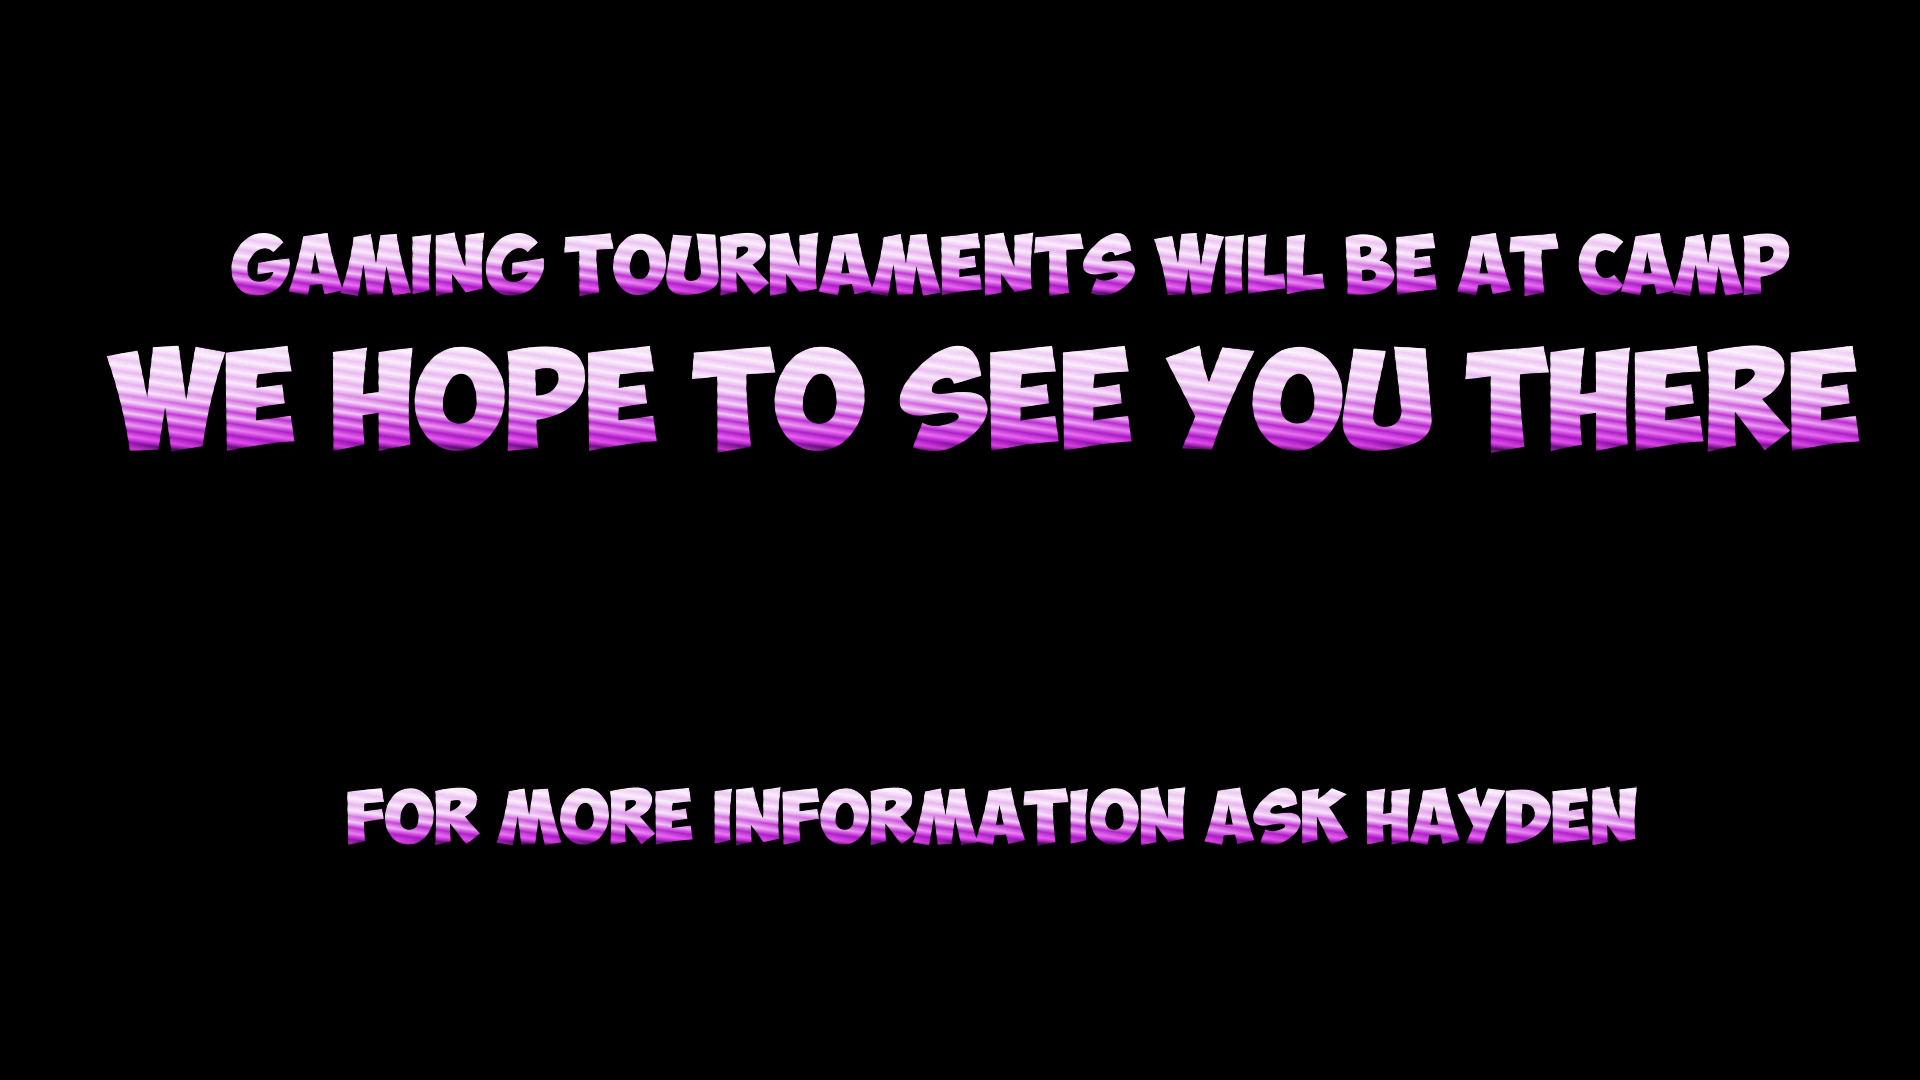 GAMING TOURNAMENTS WILL BE AT CAMP
WE HOPE TO SEE YOU THERE
FOR MORE INFORMATION ASK HAYDEN